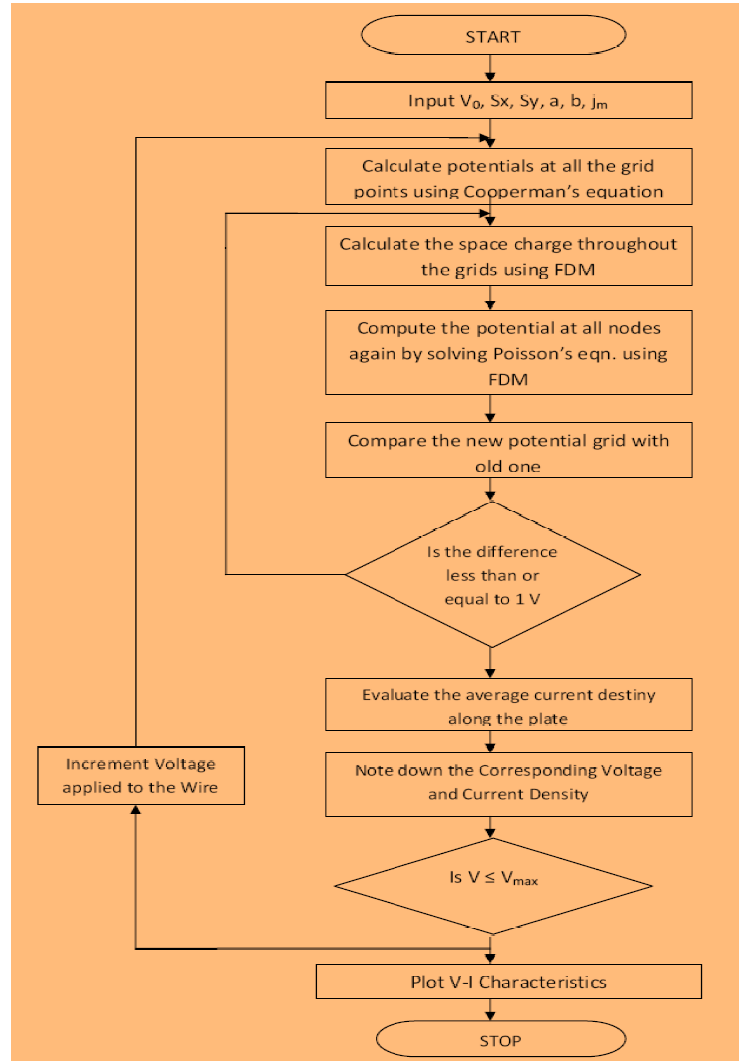 START
Input V₀, Sx, Sy, a, b, jₘ
Calculate potentials at all the grid
points using Cooperman’s equation
Calculate the space charge throughout
the grids using FDM
Compute the potential at all nodes
again by solving Poisson’s eqn. using
FDM
Compare the new potential grid with
old one
Is the difference
less than or
equal to 1 V
Evaluate the average current destiny
along the plate
Increment Voltage
applied to the Wire
Note down the Corresponding Voltage
and Current Density
Is V ≤ Vₘₐₓ
Plot V-I Characteristics
STOP